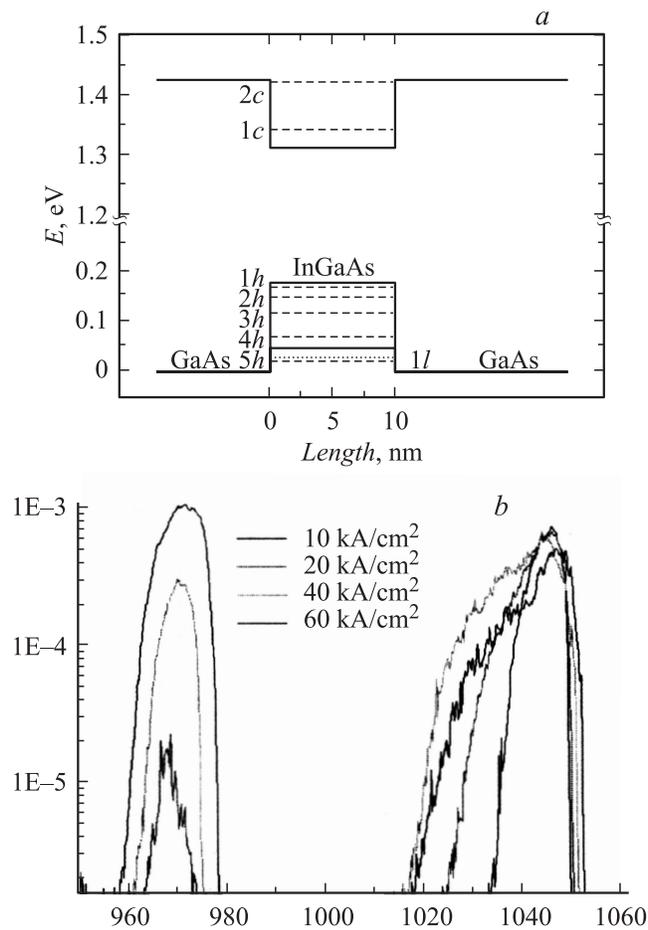 a
1.5
1.4
1.3
1.2
0.2
0.1
0
E, eV
2c
1c
InGaAs
1h
2h
3h
4h
GaAs 5h
1l GaAs
0 5 10
Length, nm
b
1E–3
1E–4
1E–5
10 kA/cm²
20 kA/cm²
40 kA/cm²
60 kA/cm²
960 980 1000 1020 1040 1060